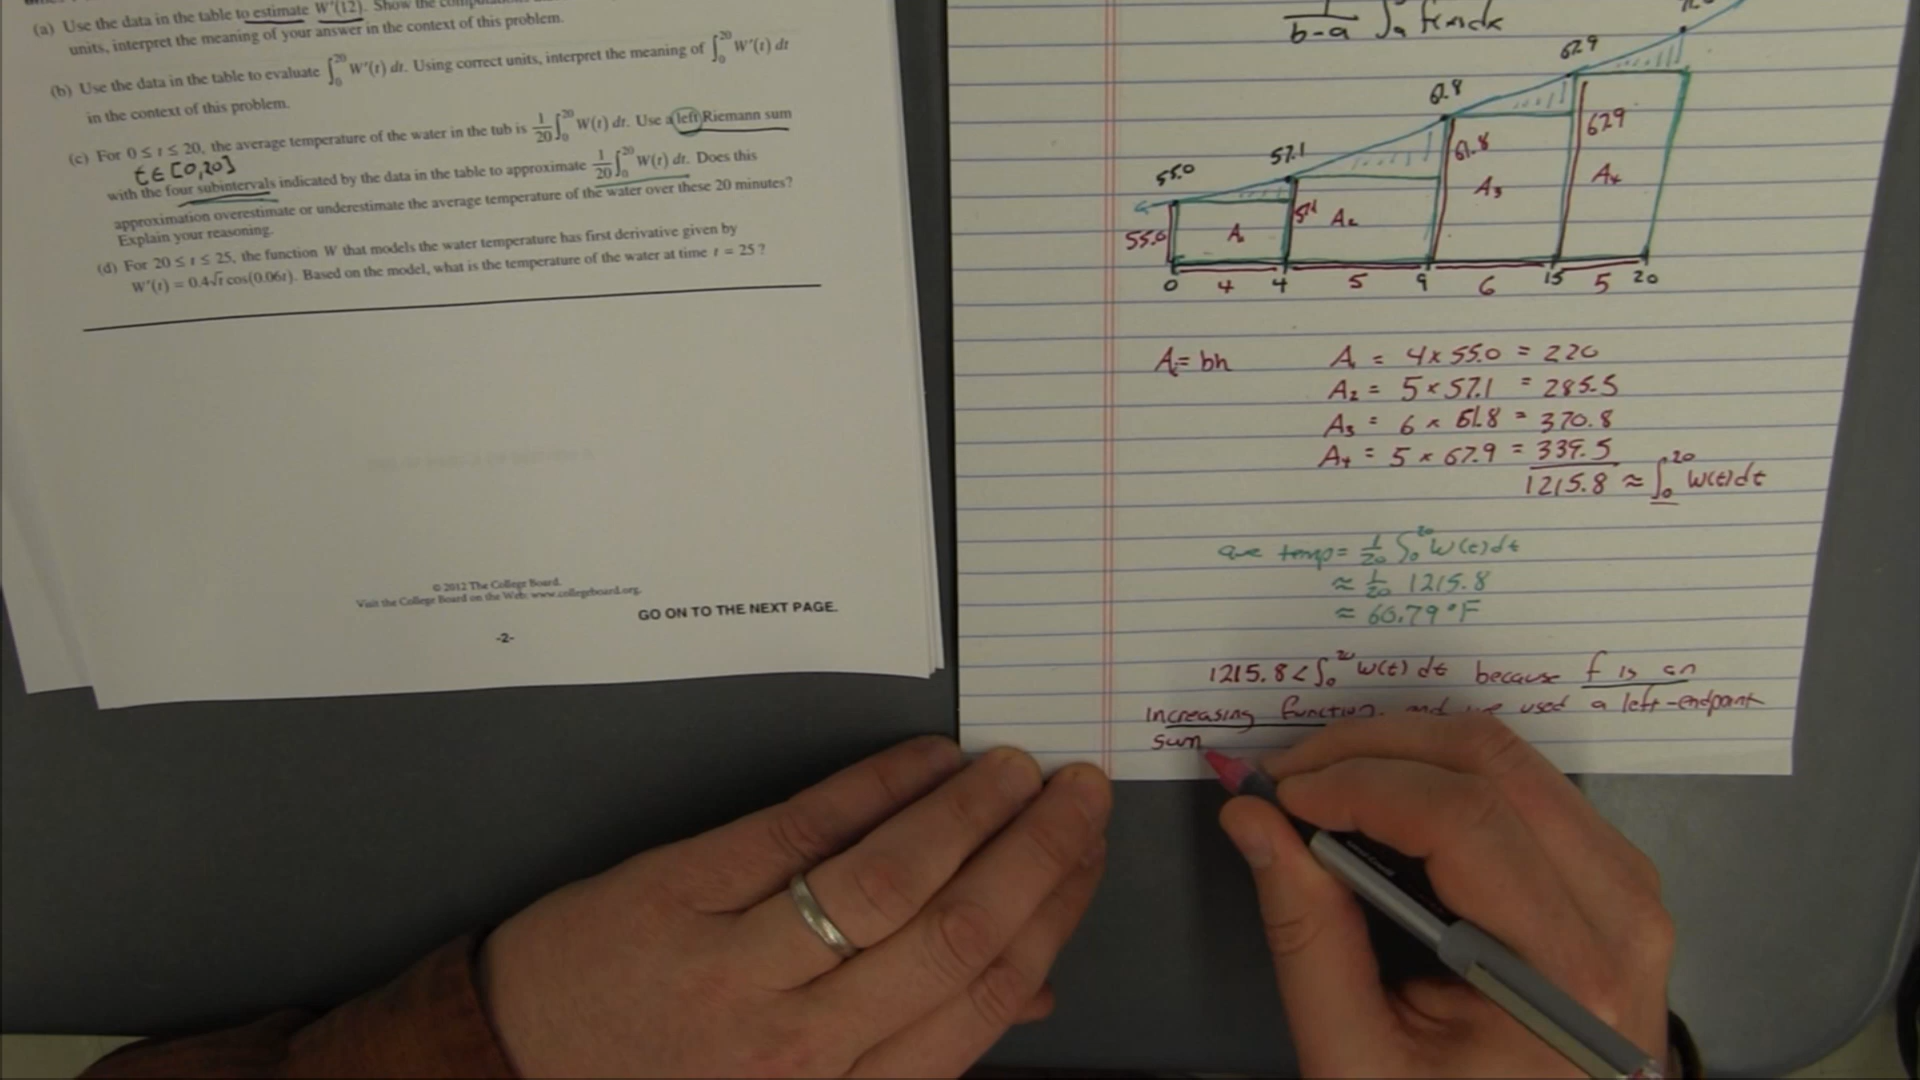 (a) Use the data in the table to estimate W′(12). Show the
units, interpret the meaning of your answer in the context of this problem.
(b) Use the data in the table to evaluate ∫₀²⁰ W′(t) dt. Using correct units, interpret the meaning of ∫₀²⁰ W′(t) dt
in the context of this problem.
(c) For 0 ≤ t ≤ 20, the average temperature of the water in the tub is 1/20 ∫₀²⁰ W(t) dt. Use a left Riemann sum
t ∈ [0,20]
with the four subintervals indicated by the data in the table to approximate 1/20 ∫₀²⁰ W(t) dt. Does this
approximation overestimate or underestimate the average temperature of the water over these 20 minutes?
Explain your reasoning.
(d) For 20 ≤ t ≤ 25, the function W that models the water temperature has first derivative given by
W′(t) = 0.4√t cos(0.06t). Based on the model, what is the temperature of the water at time t = 25?
© 2012 The College Board.
Visit the College Board on the Web: www.collegeboard.org.
GO ON TO THE NEXT PAGE.
-2-
b-a
55.0
57.1
61.8
67.9
55.0
A₁
57.1
A₂
61.8
A₃
67.9
A₄
0 4 4 5 9 6 15 5 20
A = bh
A₁ = 4 x 55.0 = 220
A₂ = 5 x 57.1 = 285.5
A₃ = 6 x 61.8 = 370.8
A₄ = 5 x 67.9 = 339.5
1215.8 ≈ ∫₀²⁰ W(t)dt
ave temp = 1/20 ∫₀²⁰ W(t)dt
≈ 1/20 1215.8
≈ 60.79 °F
1215.8 < ∫₀²⁰ W(t) dt because f is an
increasing function, and we used a left-endpoint
sum